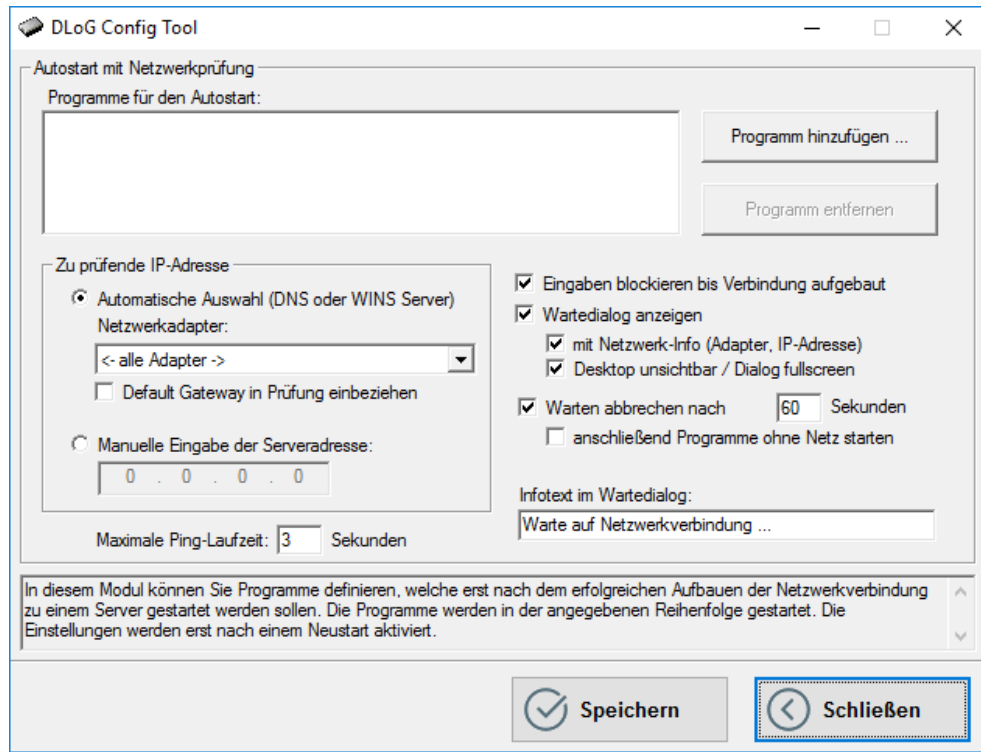 DLoG Config Tool
Autostart mit Netzwerkprüfung
Programme für den Autostart:
Programm hinzufügen ...
Programm entfernen
Zu prüfende IP-Adresse
Automatische Auswahl (DNS oder WINS Server)
Netzwerkadapter:
<- alle Adapter ->
Default Gateway in Prüfung einbeziehen
Manuelle Eingabe der Serveradresse:
0 . 0 . 0 . 0
Maximale Ping-Laufzeit: 3 Sekunden
Eingaben blockieren bis Verbindung aufgebaut
Wartedialog anzeigen
mit Netzwerk-Info (Adapter, IP-Adresse)
Desktop unsichtbar / Dialog fullscreen
Warten abbrechen nach 60 Sekunden
anschließend Programme ohne Netz starten
Infotext im Wartedialog:
Warte auf Netzwerkverbindung ...
In diesem Modul können Sie Programme definieren, welche erst nach dem erfolgreichen Aufbauen der Netzwerkverbindung
zu einem Server gestartet werden sollen. Die Programme werden in der angegebenen Reihenfolge gestartet. Die
Einstellungen werden erst nach einem Neustart aktiviert.
Speichern
Schließen